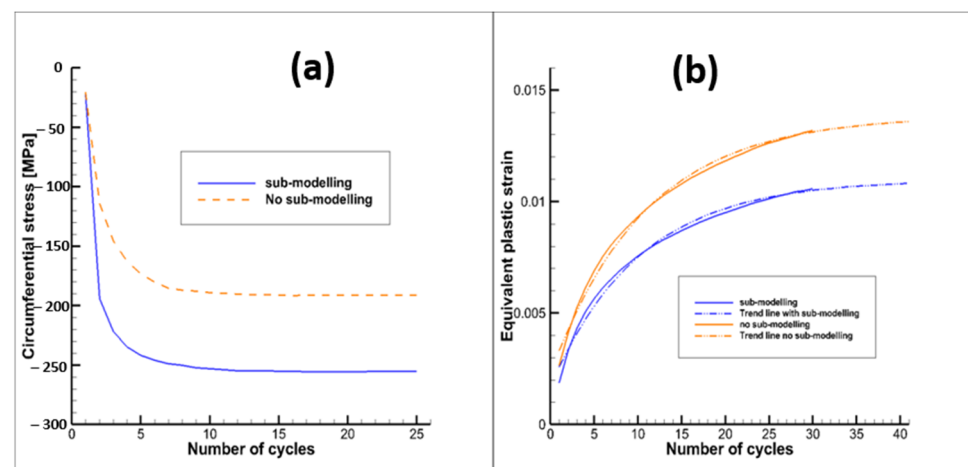 (a)
0
– 50
– 100
– 150
– 200
– 250
– 300
Circumferential stress [MPa]
sub-modelling
No sub-modelling
0 5 10 15 20 25
Number of cycles
(b)
0.015
0.01
0.005
0
Equivalent plastic strain
sub-modelling
Trend line with sub-modelling
no sub-modelling
Trend line no sub-modelling
0 5 10 15 20 25 30 35 40
Number of cycles